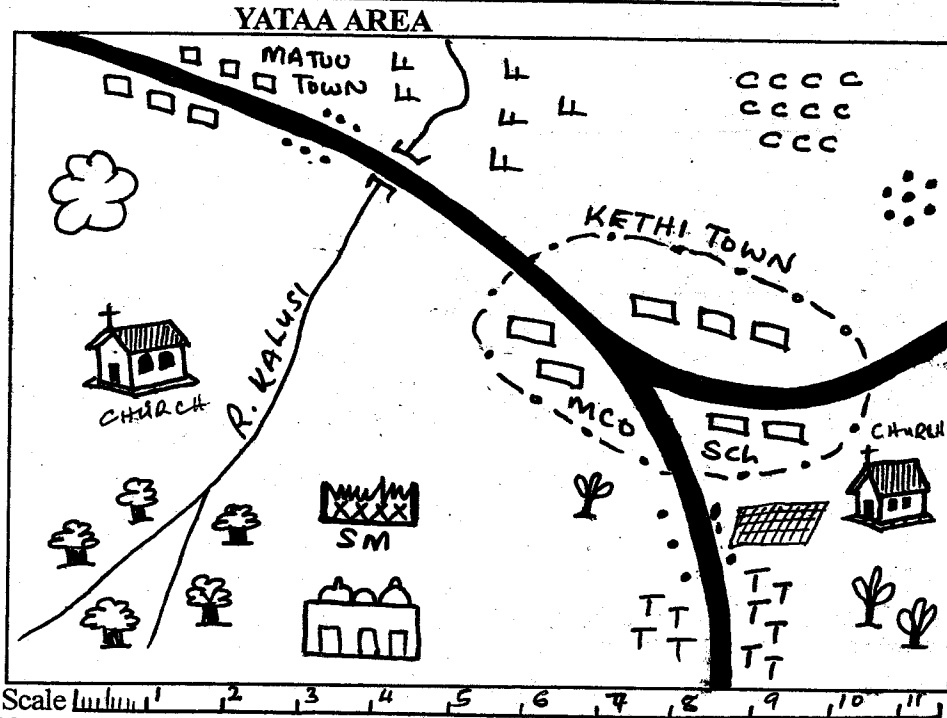 YATAA AREA
MATUU
TOWN
KETHI TOWN
R. KALUSI
CHURCH
MCO
SCh
CHURCH
SM
Scale 1 2 3 4 5 6 7 8 9 10 11